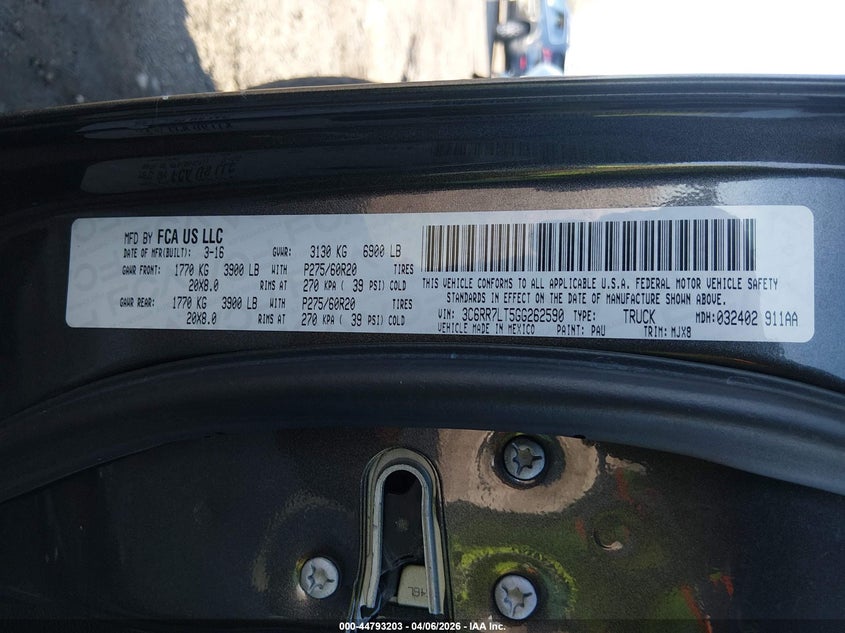 MFD BY FCA US LLC
DATE OF MFR(BUILT): 3-16 GVWR: 3130 KG 6900 LB
GAWR FRONT: 1770 KG 3900 LB WITH P275/60R20 TIRES
20X8.0 RIMS AT 270 KPA ( 39 PSI) COLD
GAWR REAR: 1770 KG 3900 LB WITH P275/60R20 TIRES
20X8.0 RIMS AT 270 KPA ( 39 PSI) COLD
THIS VEHICLE CONFORMS TO ALL APPLICABLE U.S.A. FEDERAL MOTOR VEHICLE SAFETY
STANDARDS IN EFFECT ON THE DATE OF MANUFACTURE SHOWN ABOVE.
VIN: 3C6RR7LT5GG262590 TYPE: TRUCK MDH: 032402 911AA
VEHICLE MADE IN MEXICO PAINT: PAU TRIM: MJX8
000-44793203 - 04/06/2026 - IAA Inc.